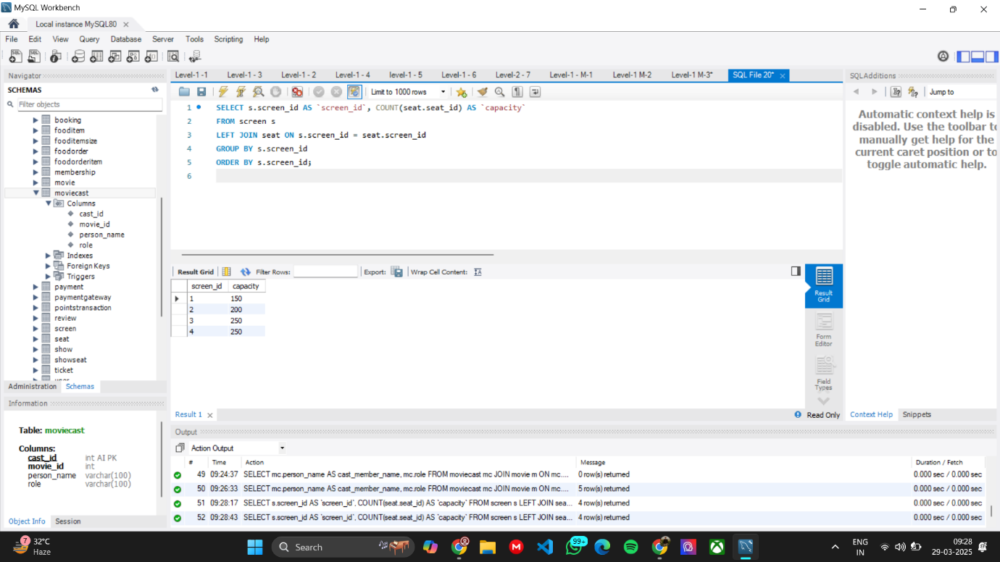 MySQL Workbench
Local instance MySQL80
File Edit View Query Database Server Tools Scripting Help
Navigator
SCHEMAS
Filter objects
booking
fooditem
fooditemsize
foodorder
foodorderitem
membership
movie
moviecast
Columns
cast_id
movie_id
person_name
role
Indexes
Foreign Keys
Triggers
payment
paymentgateway
pointstransaction
review
screen
seat
show
showseat
ticket
Administration Schemas
Information
Table: moviecast
Columns:
cast_id int AI PK
movie_id int
person_name varchar(100)
role varchar(100)
Object Info Session
Level-1 -1 Level-1 - 3 Level-1 - 2 Level-1 - 4 level-1 - 5 Level-1 - 6 Level-2 - 7 Level-1 - M-1 Level-1 M-2 Level-1 M-3* SQL File 20*
Limit to 1000 rows
1 SELECT s.screen_id AS `screen_id`, COUNT(seat.seat_id) AS `capacity`
2 FROM screen s
3 LEFT JOIN seat ON s.screen_id = seat.screen_id
4 GROUP BY s.screen_id
5 ORDER BY s.screen_id;
6
Result Grid Filter Rows: Export: Wrap Cell Content:
screen_id capacity
1 150
2 200
3 250
4 250
Result Grid
Form Editor
Field Types
Result 1
Read Only
SQLAdditions
Jump to
Automatic context help is
disabled. Use the toolbar to
manually get help for the
current caret position or to
toggle automatic help.
Context Help Snippets
Output
Action Output
# Time Action Message Duration / Fetch
49 09:24:37 SELECT mc.person_name AS cast_member_name, mc.role FROM moviecast mc JOIN movie m ON mc.... 0 row(s) returned 0.000 sec / 0.000 sec
50 09:26:33 SELECT mc.person_name AS cast_member_name, mc.role FROM moviecast mc JOIN movie m ON mc.... 5 row(s) returned 0.000 sec / 0.000 sec
51 09:28:17 SELECT s.screen_id AS `screen_id`, COUNT(seat.seat_id) AS `capacity` FROM screen s LEFT JOIN sea... 4 row(s) returned 0.000 sec / 0.000 sec
52 09:28:43 SELECT s.screen_id AS `screen_id`, COUNT(seat.seat_id) AS `capacity` FROM screen s LEFT JOIN sea... 4 row(s) returned 0.000 sec / 0.000 sec
7
32°C
Haze
Search
99+
ENG
IN
09:28
29-03-2025